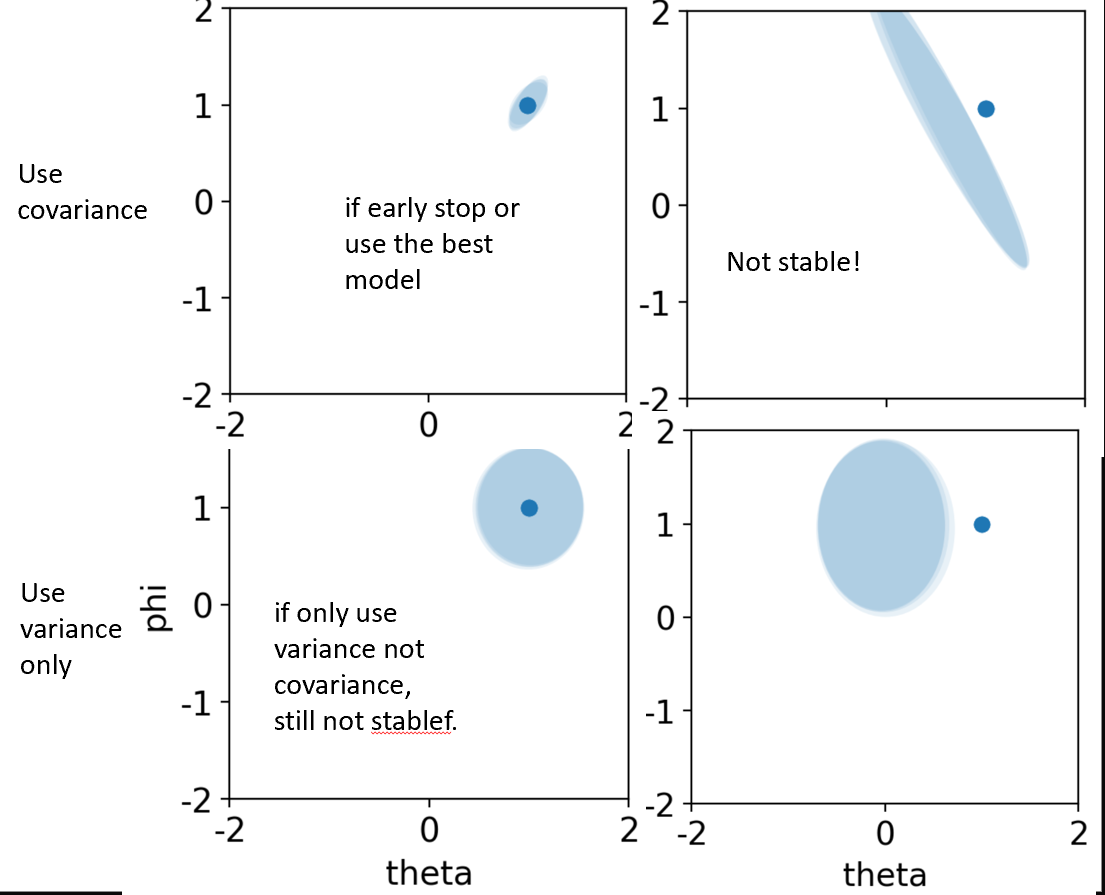 2
1
0
-1
-2
-2
0
2
Use
covariance
if early stop or
use the best
model
2
1
0
-1
-2
Not stable!
1
0
-1
-2
-2
0
2
phi
theta
Use
variance
only
if only use
variance not
covariance,
still not stablef.
2
1
0
-1
-2
-2
0
2
theta